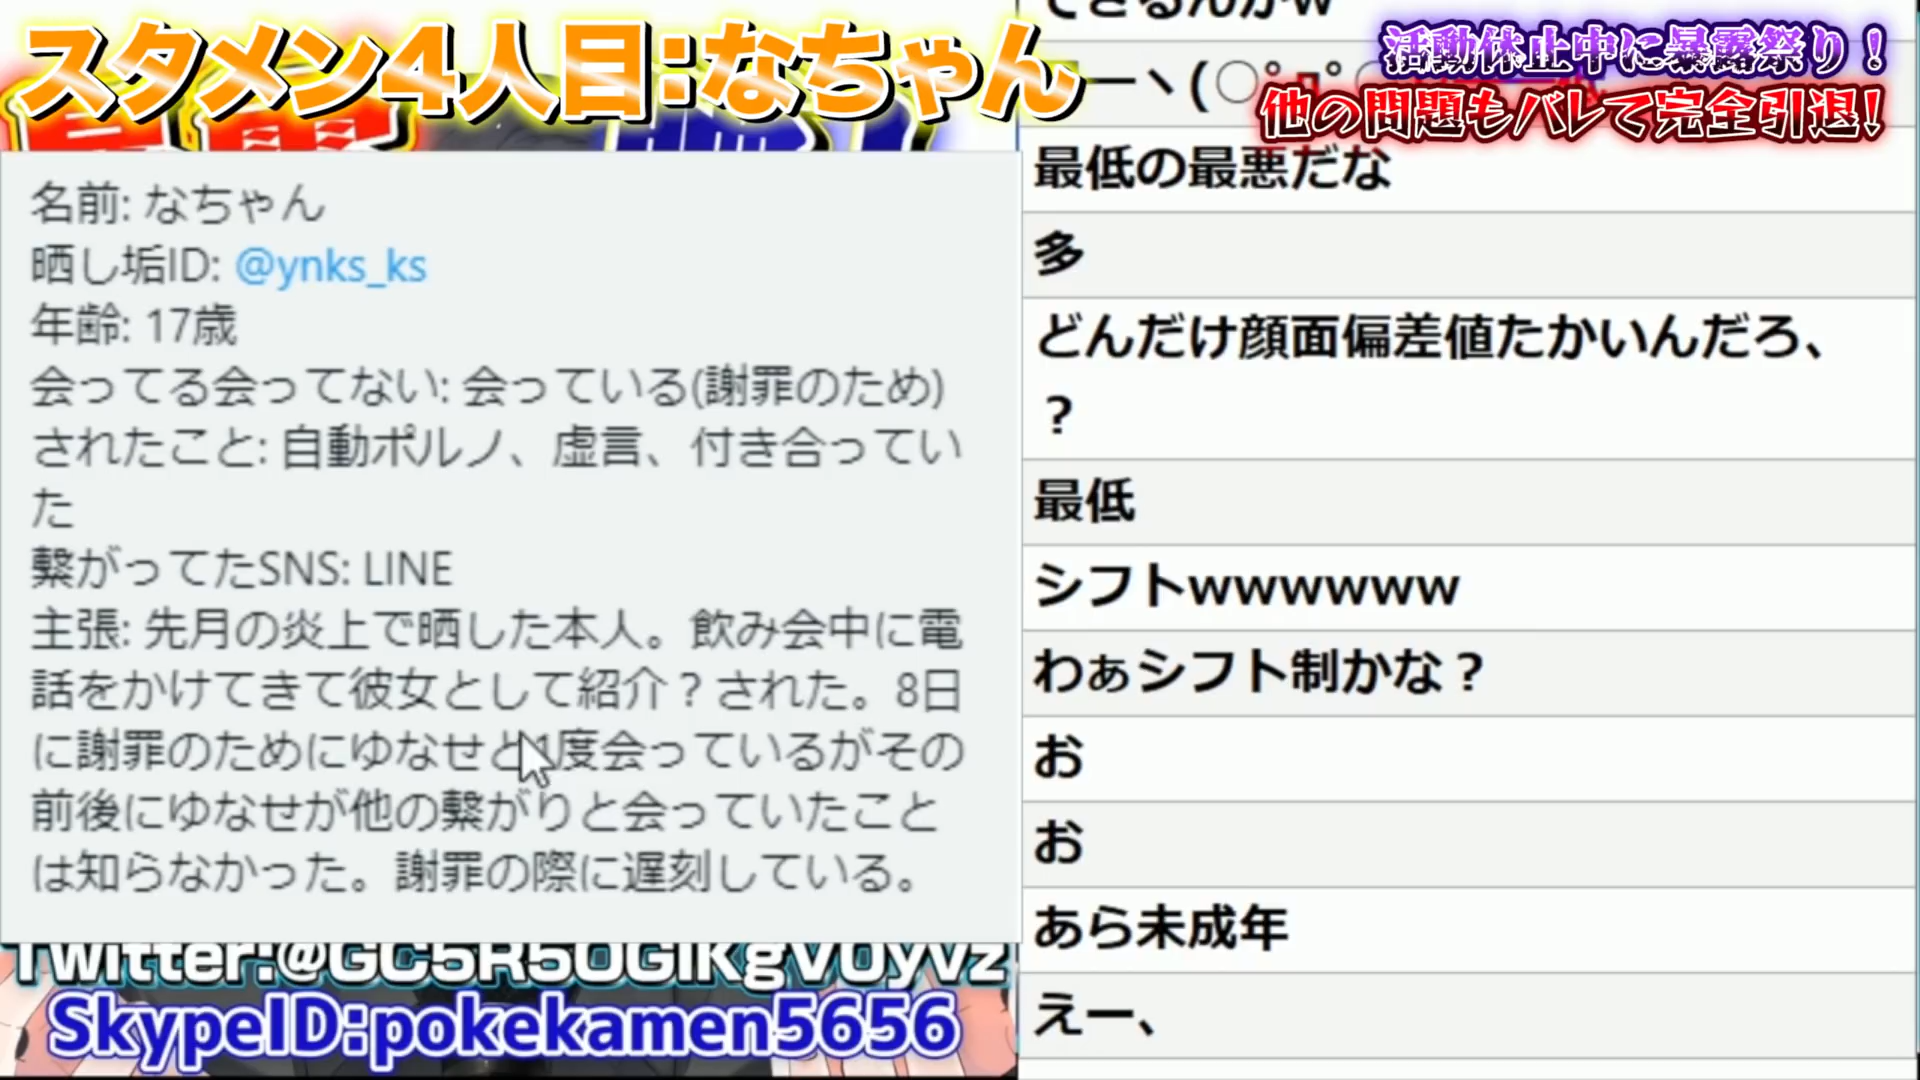 スタメン4人目:なちゃん
活動休止中に暴露祭り!
他の問題もバレて完全引退!
名前: なちゃん
晒し垢ID: @ynks_ks
年齢: 17歳
会ってる会ってない: 会っている(謝罪のため)
されたこと: 自動ポルノ、虚言、付き合ってい
た
繋がってたSNS: LINE
主張: 先月の炎上で晒した本人。飲み会中に電
話をかけてきて彼女として紹介？された。8日
に謝罪のためにゆなせと1度会っているがその
前後にゆなせが他の繋がりと会っていたこと
は知らなかった。謝罪の際に遅刻している。
SkypeID:pokekamen5656
できるんかw
最低の最悪だな
多
どんだけ顔面偏差値たかいんだろ、
？
最低
シフトwwwwww
わぁシフト制かな？
お
お
あら未成年
えー、